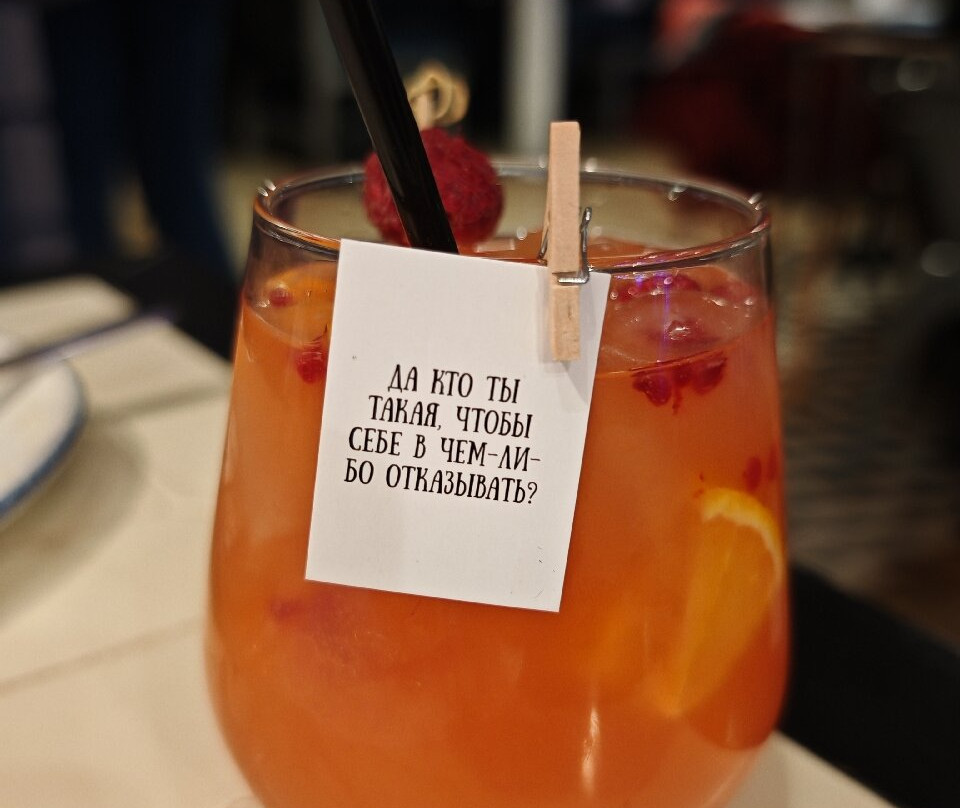 ДА КТО ТЫ
ТАКАЯ, ЧТОБЫ
СЕБЕ В ЧЕМ-ЛИ-
БО ОТКАЗЫВАТЬ?